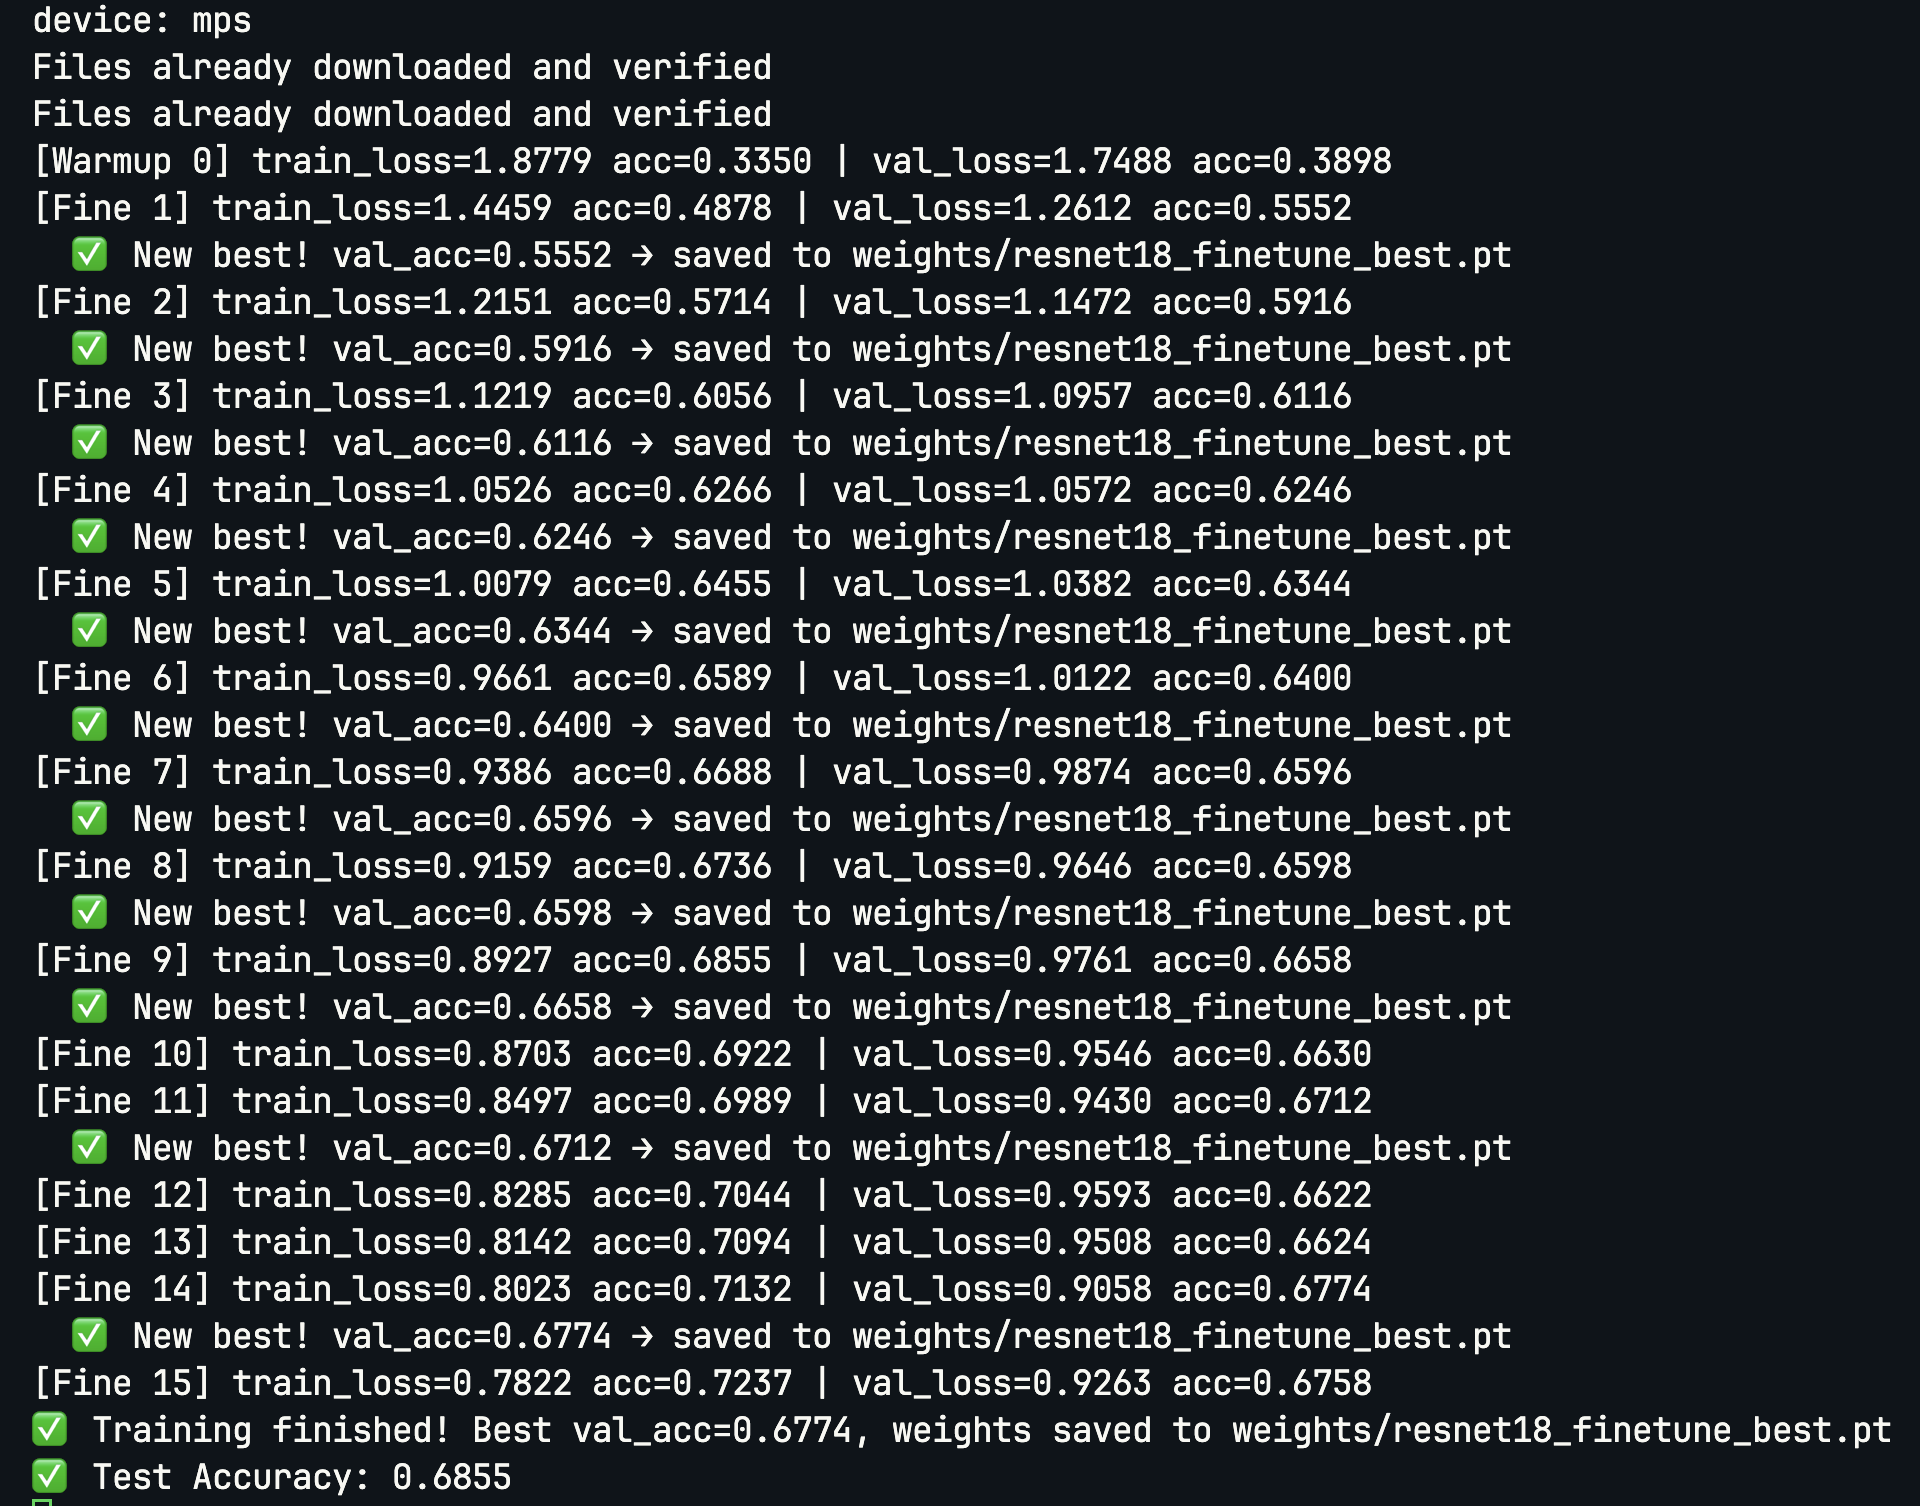 device: mps
Files already downloaded and verified
Files already downloaded and verified
[Warmup 0] train_loss=1.8779 acc=0.3350 | val_loss=1.7488 acc=0.3898
[Fine 1] train_loss=1.4459 acc=0.4878 | val_loss=1.2612 acc=0.5552
✅ New best! val_acc=0.5552 → saved to weights/resnet18_finetune_best.pt
[Fine 2] train_loss=1.2151 acc=0.5714 | val_loss=1.1472 acc=0.5916
✅ New best! val_acc=0.5916 → saved to weights/resnet18_finetune_best.pt
[Fine 3] train_loss=1.1219 acc=0.6056 | val_loss=1.0957 acc=0.6116
✅ New best! val_acc=0.6116 → saved to weights/resnet18_finetune_best.pt
[Fine 4] train_loss=1.0526 acc=0.6266 | val_loss=1.0572 acc=0.6246
✅ New best! val_acc=0.6246 → saved to weights/resnet18_finetune_best.pt
[Fine 5] train_loss=1.0079 acc=0.6455 | val_loss=1.0382 acc=0.6344
✅ New best! val_acc=0.6344 → saved to weights/resnet18_finetune_best.pt
[Fine 6] train_loss=0.9661 acc=0.6589 | val_loss=1.0122 acc=0.6400
✅ New best! val_acc=0.6400 → saved to weights/resnet18_finetune_best.pt
[Fine 7] train_loss=0.9386 acc=0.6688 | val_loss=0.9874 acc=0.6596
✅ New best! val_acc=0.6596 → saved to weights/resnet18_finetune_best.pt
[Fine 8] train_loss=0.9159 acc=0.6736 | val_loss=0.9646 acc=0.6598
✅ New best! val_acc=0.6598 → saved to weights/resnet18_finetune_best.pt
[Fine 9] train_loss=0.8927 acc=0.6855 | val_loss=0.9761 acc=0.6658
✅ New best! val_acc=0.6658 → saved to weights/resnet18_finetune_best.pt
[Fine 10] train_loss=0.8703 acc=0.6922 | val_loss=0.9546 acc=0.6630
[Fine 11] train_loss=0.8497 acc=0.6989 | val_loss=0.9430 acc=0.6712
✅ New best! val_acc=0.6712 → saved to weights/resnet18_finetune_best.pt
[Fine 12] train_loss=0.8285 acc=0.7044 | val_loss=0.9593 acc=0.6622
[Fine 13] train_loss=0.8142 acc=0.7094 | val_loss=0.9508 acc=0.6624
[Fine 14] train_loss=0.8023 acc=0.7132 | val_loss=0.9058 acc=0.6774
✅ New best! val_acc=0.6774 → saved to weights/resnet18_finetune_best.pt
[Fine 15] train_loss=0.7822 acc=0.7237 | val_loss=0.9263 acc=0.6758
✅ Training finished! Best val_acc=0.6774, weights saved to weights/resnet18_finetune_best.pt
✅ Test Accuracy: 0.6855